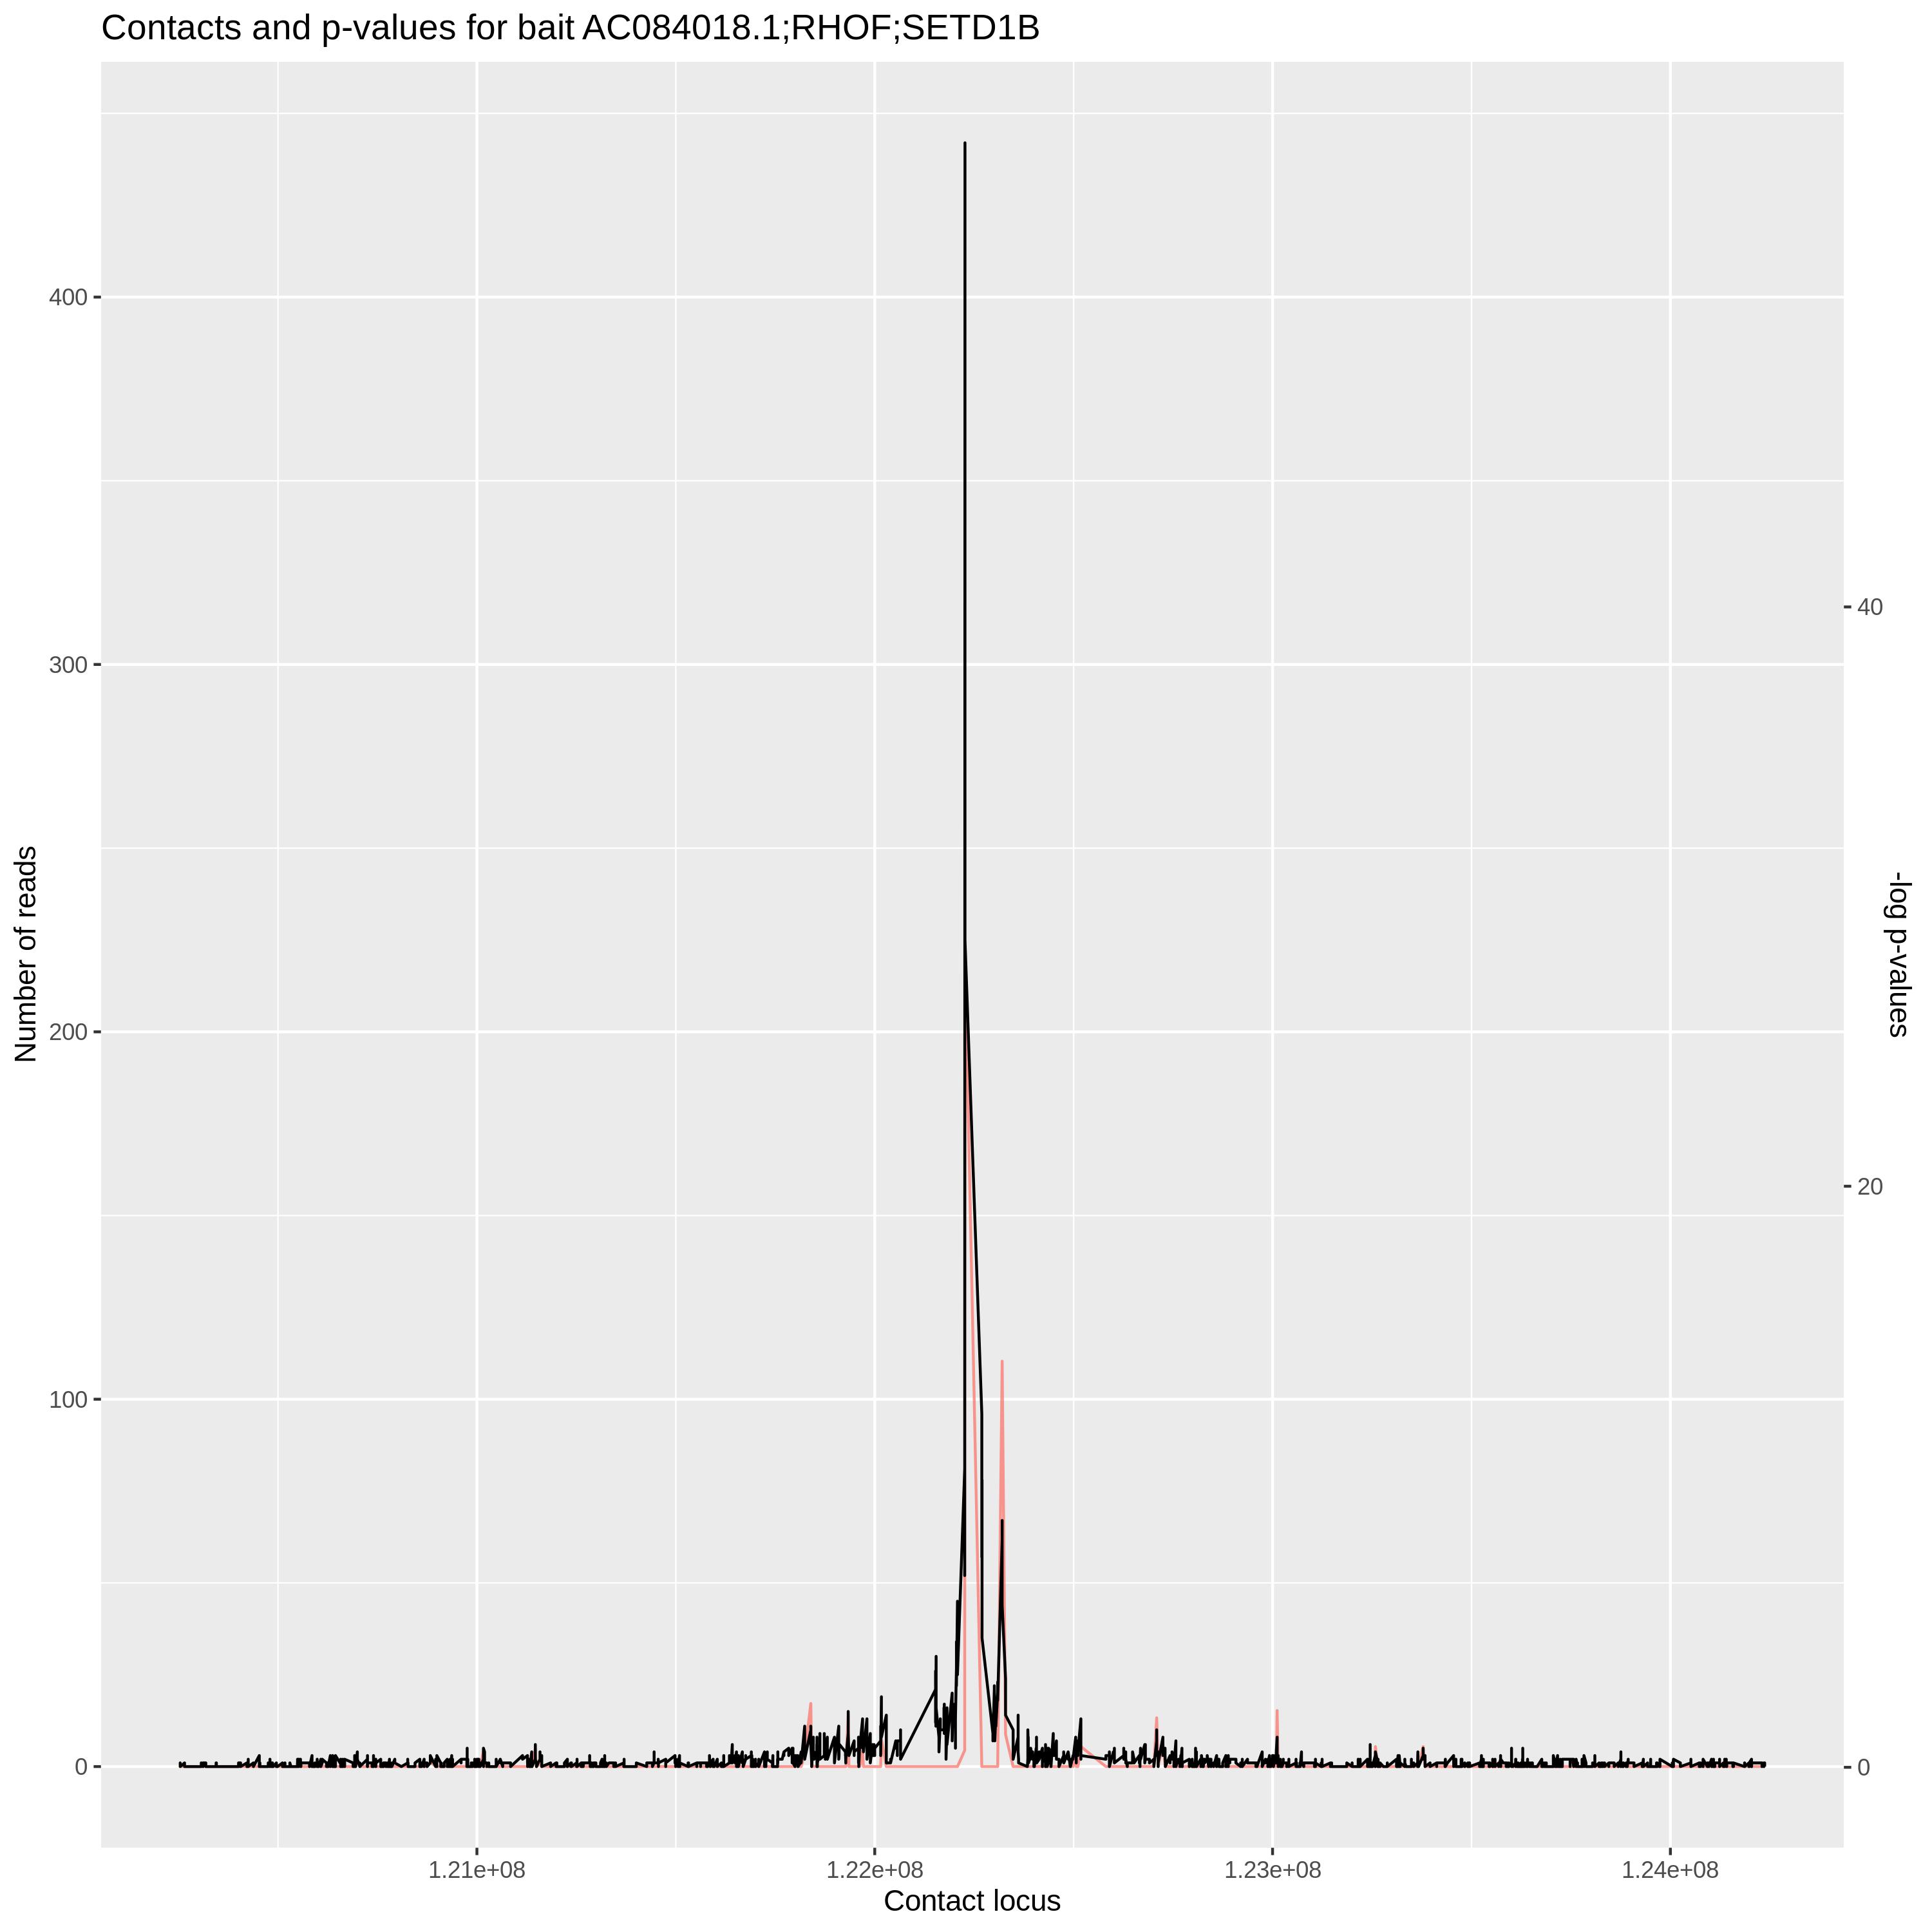 Contacts and p-values for bait AC084018.1;RHOF;SETD1B
Number of reads
400
300
200
100
0
40
20
0
-log p-values
1.21e+08
1.22e+08
1.23e+08
1.24e+08
Contact locus